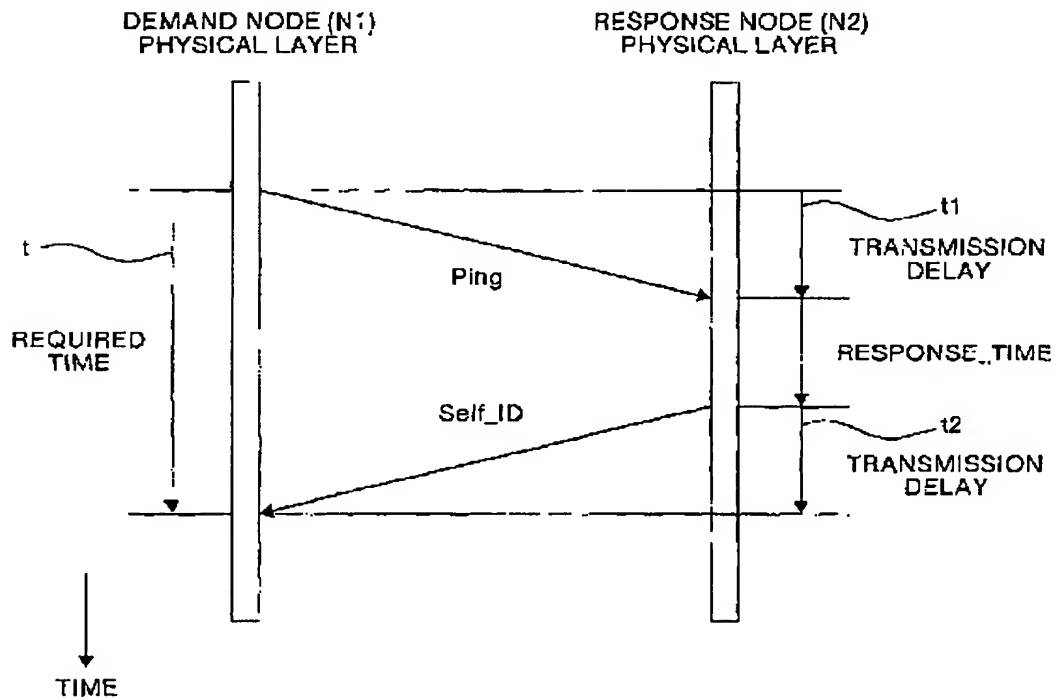 DEMAND NODE (N1)
PHYSICAL LAYER
RESPONSE NODE (N2)
PHYSICAL LAYER
t1
TRANSMISSION
DELAY
t
Ping
REQUIRED
TIME
RESPONSE_TIME
Self_ID
t2
TRANSMISSION
DELAY
TIME